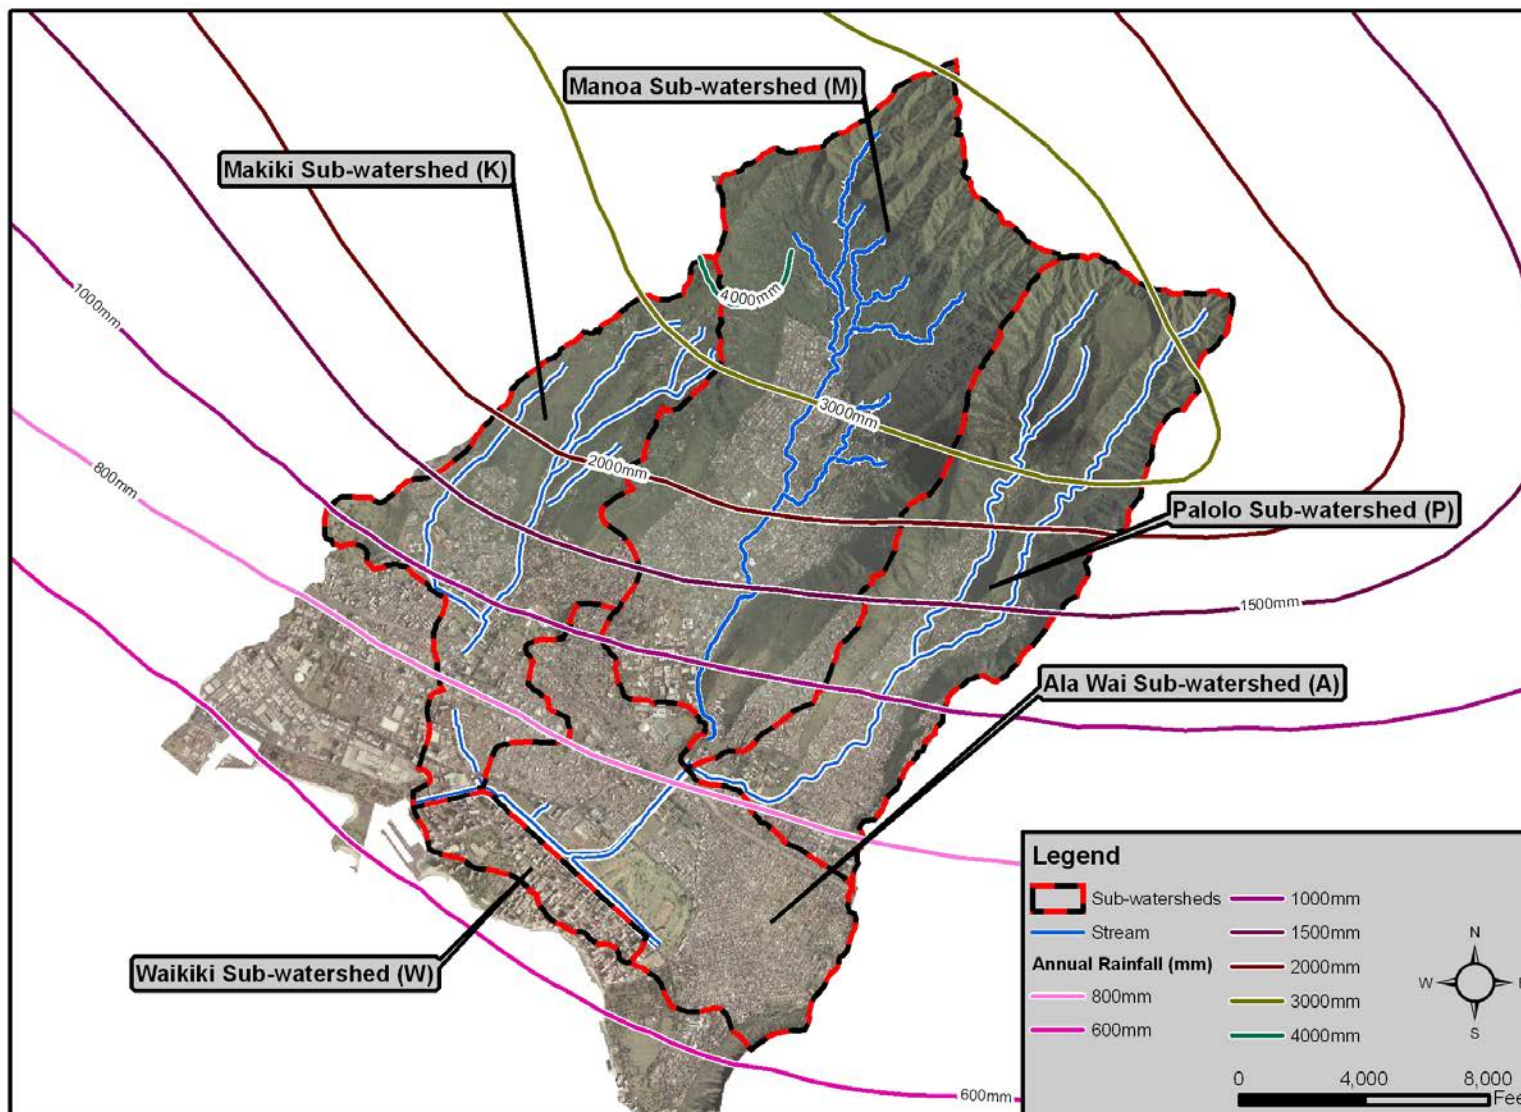 Manoa Sub-watershed (M)
Makiki Sub-watershed (K)
4000mm
1000mm
3000mm
2000mm
800mm
Palolo Sub-watershed (P)
1500mm
Ala Wai Sub-watershed (A)
Waikiki Sub-watershed (W)
600mm
Legend
Sub-watersheds
Stream
Annual Rainfall (mm)
800mm
600mm
1000mm
1500mm
2000mm
3000mm
4000mm
N
W
E
S
0 4,000 8,000
Fee